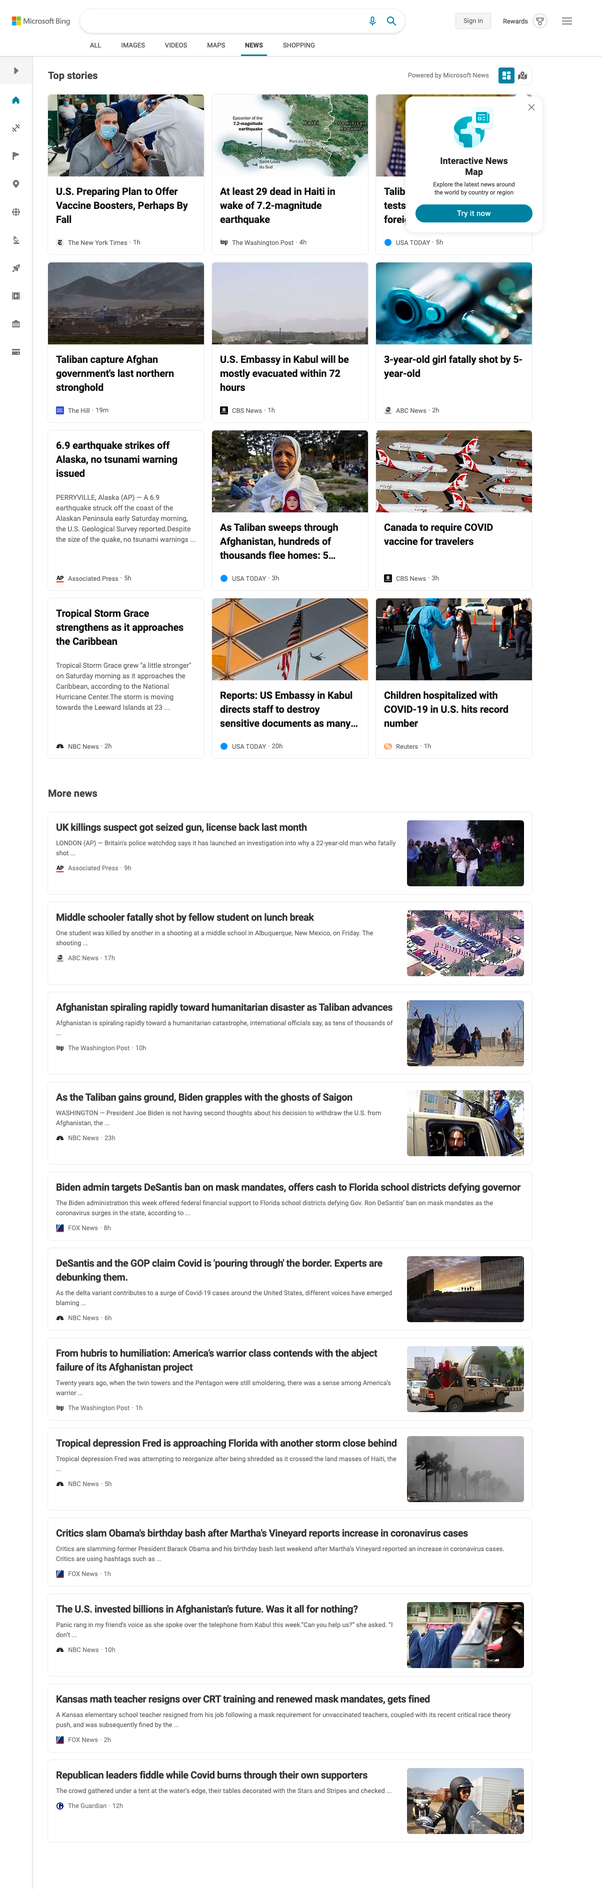 Microsoft Bing
Sign in
Rewards
ALL
IMAGES
VIDEOS
MAPS
NEWS
SHOPPING
Top stories
Powered by Microsoft News
Interactive News
Map
Explore the latest news around
the world by country or region
Try it now
Epicenter of the
7.2-magnitude
earthquake
Haiti
U.S. Preparing Plan to Offer
Vaccine Boosters, Perhaps By
Fall
The New York Times · 1h
At least 29 dead in Haiti in
wake of 7.2-magnitude
earthquake
The Washington Post · 4h
Talib
tests
forei
USA TODAY · 5h
Taliban capture Afghan
government's last northern
stronghold
The Hill · 19m
U.S. Embassy in Kabul will be
mostly evacuated within 72
hours
CBS News · 1h
3-year-old girl fatally shot by 5-
year-old
ABC News · 2h
6.9 earthquake strikes off
Alaska, no tsunami warning
issued
PERRYVILLE, Alaska (AP) — A 6.9
earthquake struck off the coast of the
Alaskan Peninsula early Saturday morning,
the U.S. Geological Survey reported.Despite
the size of the quake, no tsunami warnings ...
AP Associated Press · 5h
As Taliban sweeps through
Afghanistan, hundreds of
thousands flee homes: 5...
USA TODAY · 3h
Canada to require COVID
vaccine for travelers
CBS News · 3h
Tropical Storm Grace
strengthens as it approaches
the Caribbean
Tropical Storm Grace grew "a little stronger"
on Saturday morning as it approaches the
Caribbean, according to the National
Hurricane Center.The storm is moving
towards the Leeward Islands at 23 ...
NBC News · 2h
Reports: US Embassy in Kabul
directs staff to destroy
sensitive documents as many...
USA TODAY · 20h
Children hospitalized with
COVID-19 in U.S. hits record
number
Reuters · 1h
More news
UK killings suspect got seized gun, license back last month
LONDON (AP) — Britain's police watchdog says it has launched an investigation into why a 22-year-old man who fatally
shot ...
AP Associated Press · 9h
Middle schooler fatally shot by fellow student on lunch break
One student was killed by another in a shooting at a middle school in Albuquerque, New Mexico, on Friday. The
shooting ...
ABC News · 17h
Afghanistan spiraling rapidly toward humanitarian disaster as Taliban advances
Afghanistan is spiraling rapidly toward a humanitarian catastrophe, international officials say, as tens of thousands of
...
The Washington Post · 10h
As the Taliban gains ground, Biden grapples with the ghosts of Saigon
WASHINGTON — President Joe Biden is not having second thoughts about his decision to withdraw the U.S. from
Afghanistan, the ...
NBC News · 23h
Biden admin targets DeSantis ban on mask mandates, offers cash to Florida school districts defying governor
The Biden administration this week offered federal financial support to Florida school districts defying Gov. Ron DeSantis' ban on mask mandates as the
coronavirus surges in the state, according to ...
FOX News · 8h
DeSantis and the GOP claim Covid is 'pouring through' the border. Experts are
debunking them.
As the delta variant contributes to a surge of Covid-19 cases around the United States, different voices have emerged
blaming ...
NBC News · 6h
From hubris to humiliation: America's warrior class contends with the abject
failure of its Afghanistan project
Twenty years ago, when the twin towers and the Pentagon were still smoldering, there was a sense among America's
warrior ...
The Washington Post · 1h
Tropical depression Fred is approaching Florida with another storm close behind
Tropical depression Fred was attempting to reorganize after being shredded as it crossed the land masses of Haiti, the
...
NBC News · 5h
Critics slam Obama's birthday bash after Martha's Vineyard reports increase in coronavirus cases
Critics are slamming former President Barack Obama and his birthday bash last weekend after Martha's Vineyard reported an increase in coronavirus cases.
Critics are using hashtags such as ...
FOX News · 1h
The U.S. invested billions in Afghanistan's future. Was it all for nothing?
Panic rang in my friend's voice as she spoke over the telephone from Kabul this week."Can you help us?" she asked. "I
don't ...
NBC News · 10h
Kansas math teacher resigns over CRT training and renewed mask mandates, gets fined
A Kansas elementary school teacher resigned from his job following a mask requirement for unvaccinated teachers, coupled with its recent critical race theory
push, and was subsequently fined by the ...
FOX News · 2h
Republican leaders fiddle while Covid burns through their own supporters
The crowd gathered under a tent at the water's edge, their tables decorated with the Stars and Stripes and checked ...
The Guardian · 12h